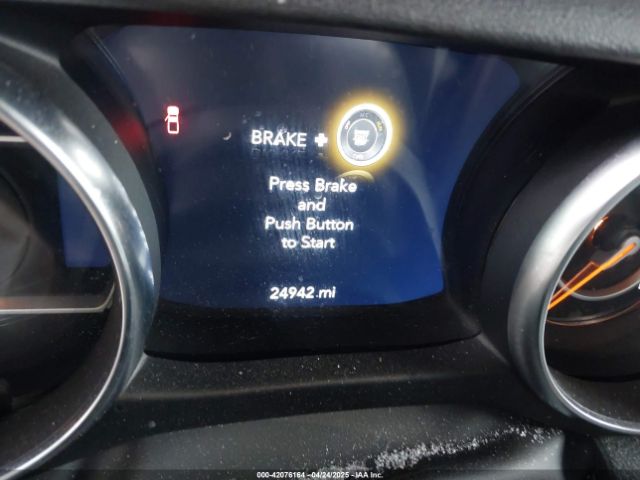 BRAKE +
Press Brake
and
Push Button
to Start
24942 mi
000-42076164 - 04/24/2025 - IAA Inc.